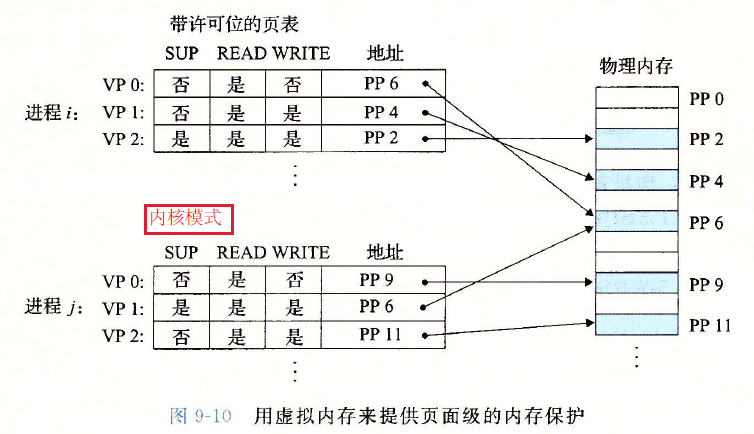 带许可位的页表
SUP READ WRITE 地址
物理内存
VP 0: 否 是 否 PP 6
PP 0
进程 i: VP 1: 否 是 是 PP 4
VP 2: 是 是 是 PP 2
PP 2
⋮
PP 4
内核模式
PP 6
SUP READ WRITE 地址
VP 0: 否 是 否 PP 9
PP 9
进程 j: VP 1: 是 是 是 PP 6
VP 2: 否 是 是 PP 11
PP 11
⋮
⋮
图 9-10 用虚拟内存来提供页面级的内存保护